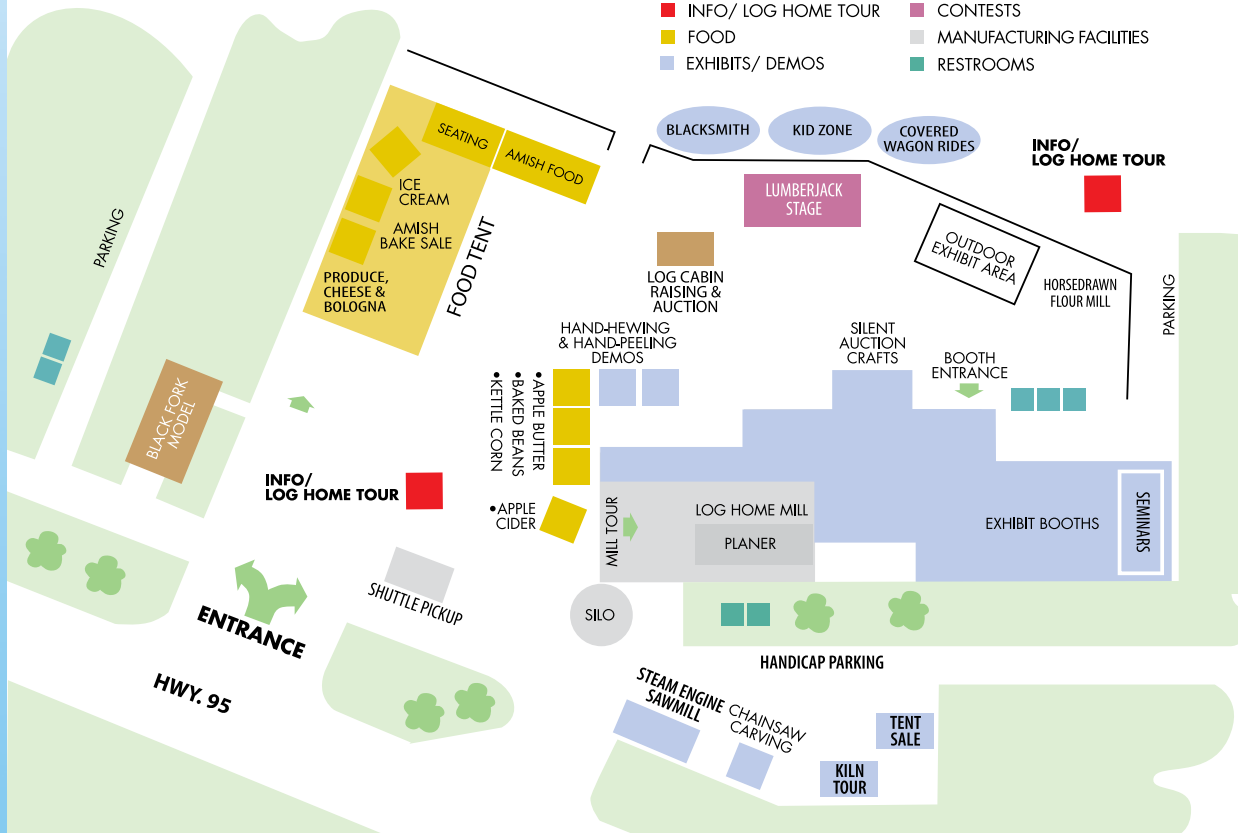 INFO/ LOG HOME TOUR
FOOD
EXHIBITS/ DEMOS
CONTESTS
MANUFACTURING FACILITIES
RESTROOMS
BLACKSMITH
KID ZONE
COVERED
WAGON RIDES
INFO/
LOG HOME TOUR
SEATING
AMISH FOOD
ICE
CREAM
AMISH
BAKE SALE
PRODUCE,
CHEESE &
BOLOGNA
FOOD TENT
PARKING
LUMBERJACK
STAGE
LOG CABIN
RAISING &
AUCTION
OUTDOOR
EXHIBIT AREA
HORSEDRAWN
FLOUR MILL
PARKING
HAND-HEWING
& HAND-PEELING
DEMOS
SILENT
AUCTION
CRAFTS
BOOTH
ENTRANCE
BLACK FORK
MODEL
•APPLE BUTTER
•BAKED BEANS
•KETTLE CORN
INFO/
LOG HOME TOUR
•APPLE
CIDER
MILL TOUR
LOG HOME MILL
PLANER
EXHIBIT BOOTHS
SEMINARS
SHUTTLE PICKUP
SILO
ENTRANCE
HWY. 95
HANDICAP PARKING
STEAM ENGINE
SAWMILL
CHAINSAW
CARVING
TENT
SALE
KILN
TOUR